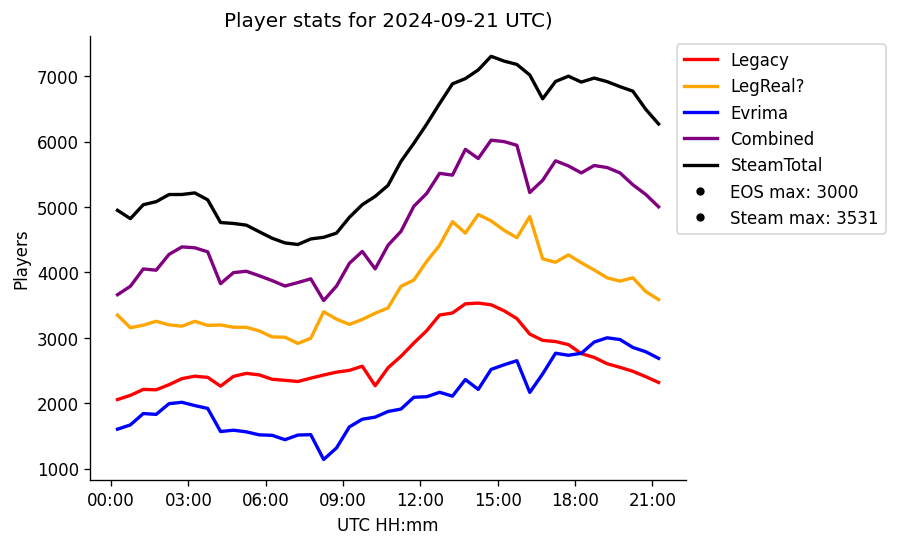 Player stats for 2024-09-21 UTC)
Players
7000
6000
5000
4000
3000
2000
1000
00:00 03:00 06:00 09:00 12:00 15:00 18:00 21:00
UTC HH:mm
Legacy
LegReal?
Evrima
Combined
SteamTotal
EOS max: 3000
Steam max: 3531